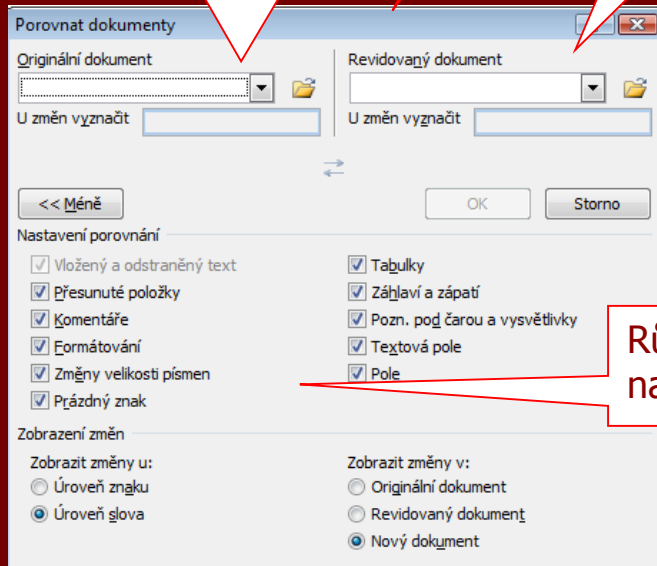 Porovnat dokumenty
Originální dokument
Revidovaný dokument
U změn vyznačit
U změn vyznačit
<< Méně
OK
Storno
Nastavení porovnání
Vložený a odstraněný text
Přesunuté položky
Komentáře
Formátování
Změny velikosti písmen
Prázdný znak
Tabulky
Záhlaví a zápatí
Pozn. pod čarou a vysvětlivky
Textová pole
Pole
Zobrazení změn
Zobrazit změny u:
Úroveň znaku
Úroveň slova
Zobrazit změny v:
Originální dokument
Revidovaný dokument
Nový dokument